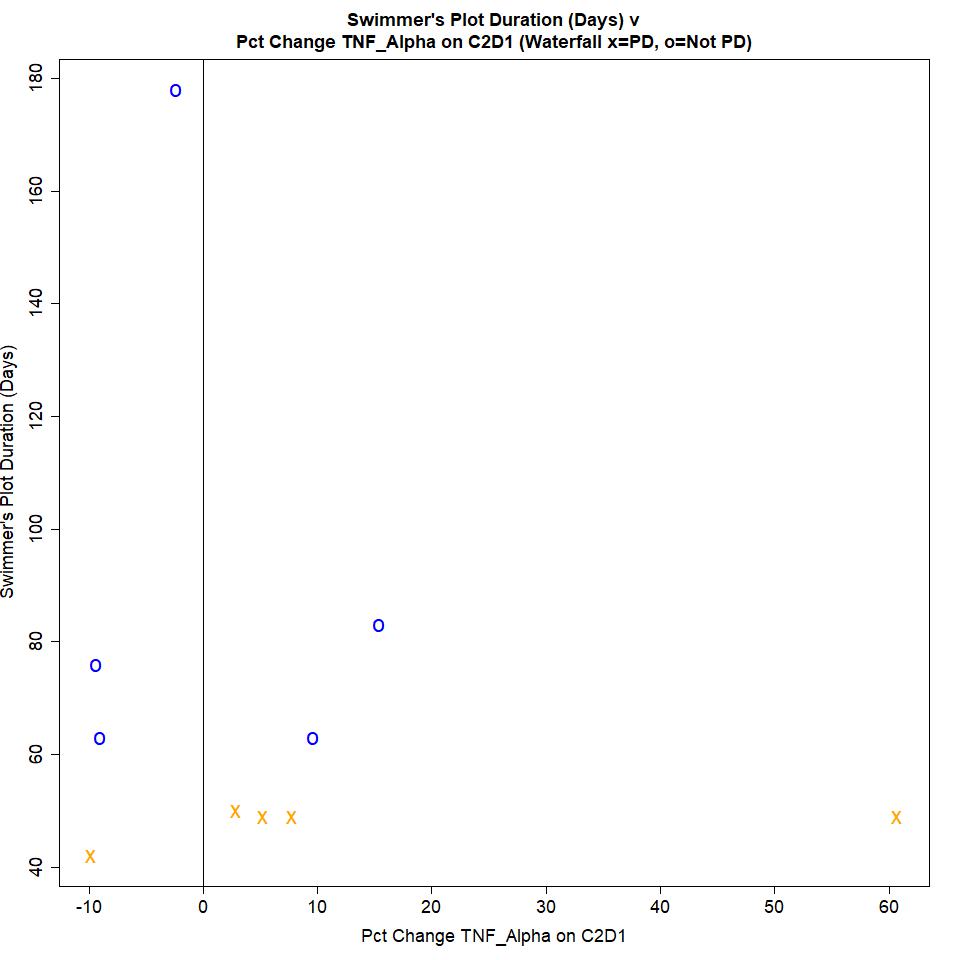 Swimmer's Plot Duration (Days) v
Pct Change TNF_Alpha on C2D1 (Waterfall x=PD, o=Not PD)
Swimmer's Plot Duration (Days)
180
160
140
120
100
80
60
40
o
o
o
o
o
x
x
x
x
x
-10 0 10 20 30 40 50 60
Pct Change TNF_Alpha on C2D1